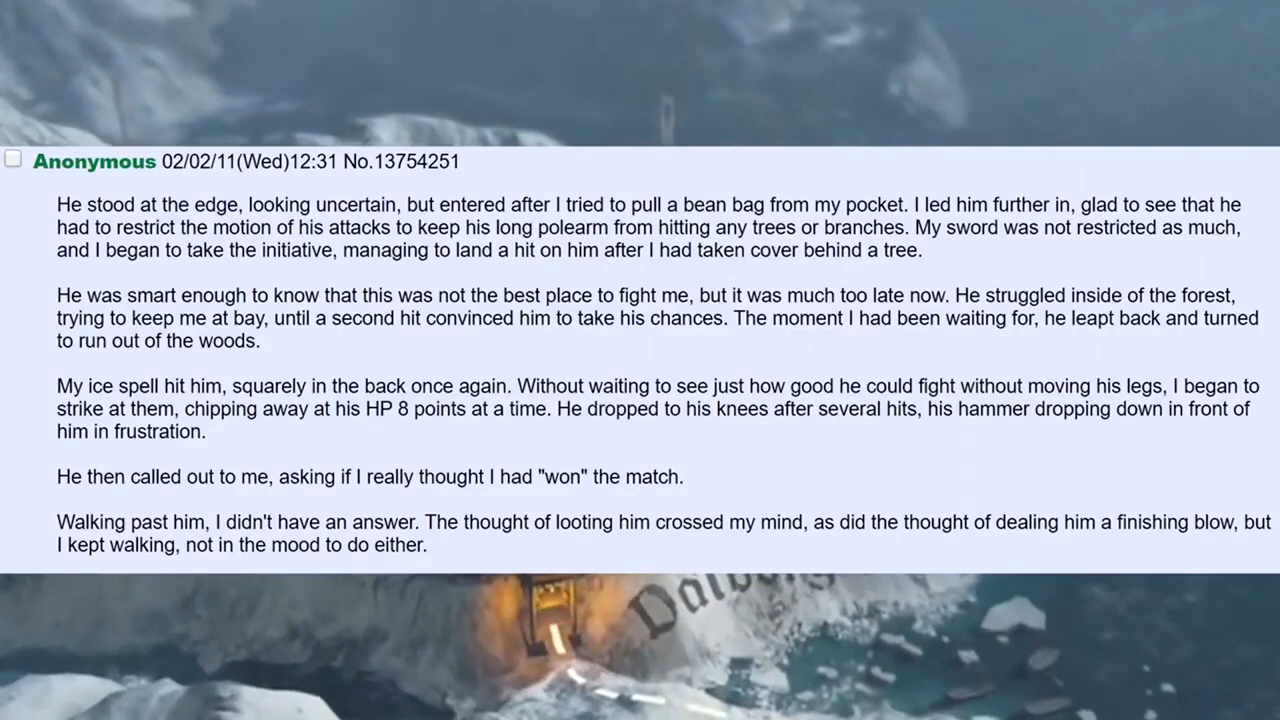 Anonymous 02/02/11(Wed)12:31 No.13754251
He stood at the edge, looking uncertain, but entered after I tried to pull a bean bag from my pocket. I led him further in, glad to see that he
had to restrict the motion of his attacks to keep his long polearm from hitting any trees or branches. My sword was not restricted as much,
and I began to take the initiative, managing to land a hit on him after I had taken cover behind a tree.
He was smart enough to know that this was not the best place to fight me, but it was much too late now. He struggled inside of the forest,
trying to keep me at bay, until a second hit convinced him to take his chances. The moment I had been waiting for, he leapt back and turned
to run out of the woods.
My ice spell hit him, squarely in the back once again. Without waiting to see just how good he could fight without moving his legs, I began to
strike at them, chipping away at his HP 8 points at a time. He dropped to his knees after several hits, his hammer dropping down in front of
him in frustration.
He then called out to me, asking if I really thought I had "won" the match.
Walking past him, I didn't have an answer. The thought of looting him crossed my mind, as did the thought of dealing him a finishing blow, but
I kept walking, not in the mood to do either.